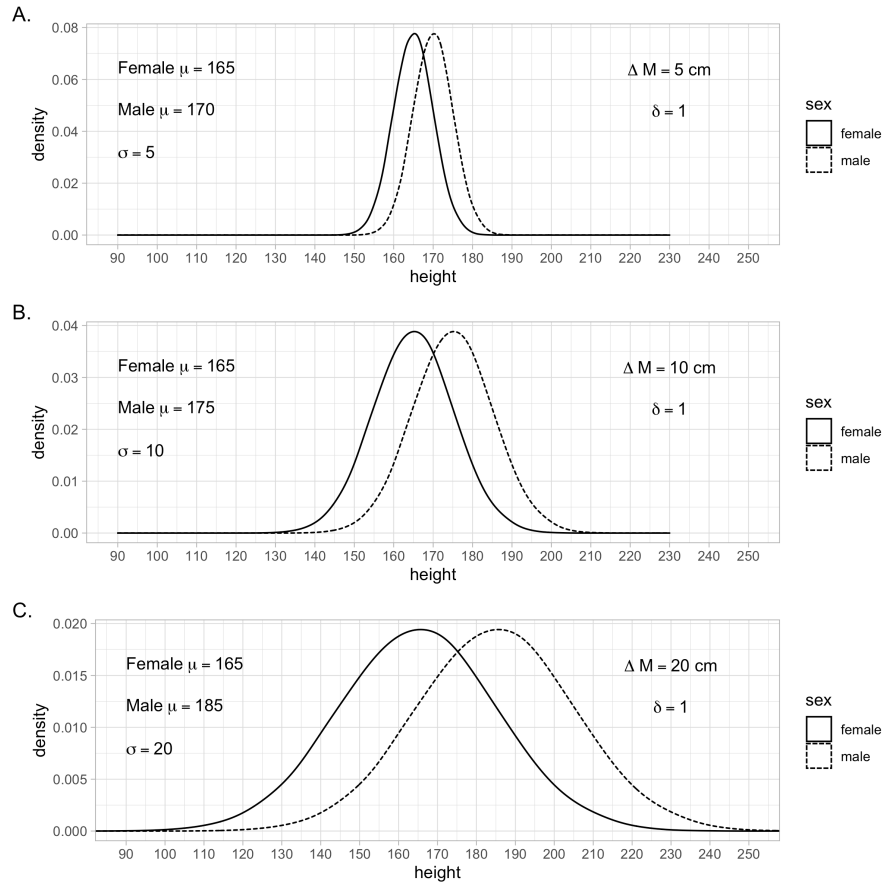 A.
0.08
0.06
0.04
0.02
0.00
density
Female μ = 165
Male μ = 170
σ = 5
Δ M = 5 cm
δ = 1
90 100 110 120 130 140 150 160 170 180 190 200 210 220 230 240 250
height
sex
female
male
B.
0.04
0.03
0.02
0.01
0.00
density
Female μ = 165
Male μ = 175
σ = 10
Δ M = 10 cm
δ = 1
90 100 110 120 130 140 150 160 170 180 190 200 210 220 230 240 250
height
sex
female
male
C.
0.020
0.015
0.010
0.005
0.000
density
Female μ = 165
Male μ = 185
σ = 20
Δ M = 20 cm
δ = 1
90 100 110 120 130 140 150 160 170 180 190 200 210 220 230 240 250
height
sex
female
male